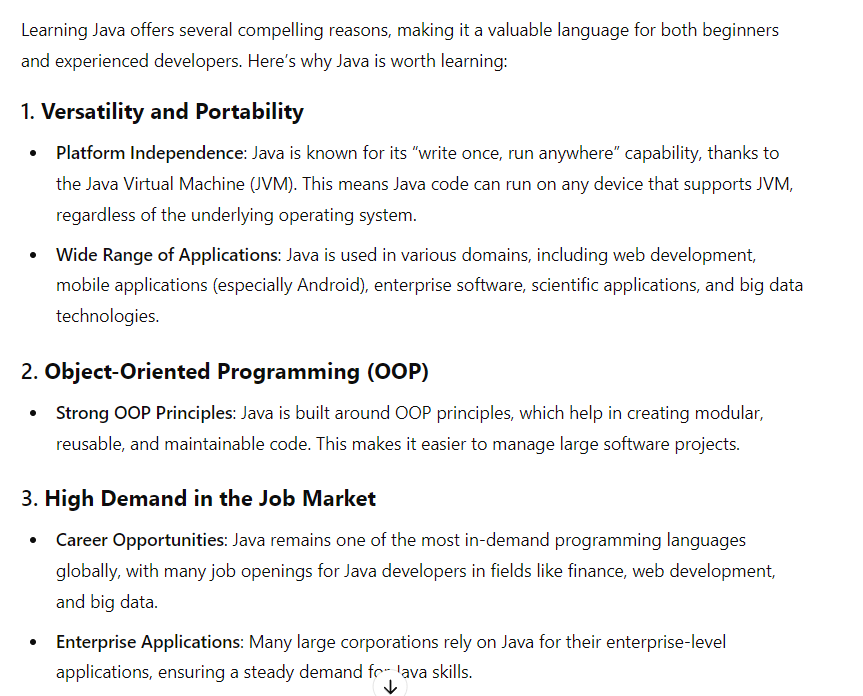 Learning Java offers several compelling reasons, making it a valuable language for both beginners
and experienced developers. Here’s why Java is worth learning:
1. Versatility and Portability
• Platform Independence: Java is known for its “write once, run anywhere” capability, thanks to
the Java Virtual Machine (JVM). This means Java code can run on any device that supports JVM,
regardless of the underlying operating system.
• Wide Range of Applications: Java is used in various domains, including web development,
mobile applications (especially Android), enterprise software, scientific applications, and big data
technologies.
2. Object-Oriented Programming (OOP)
• Strong OOP Principles: Java is built around OOP principles, which help in creating modular,
reusable, and maintainable code. This makes it easier to manage large software projects.
3. High Demand in the Job Market
• Career Opportunities: Java remains one of the most in-demand programming languages
globally, with many job openings for Java developers in fields like finance, web development,
and big data.
• Enterprise Applications: Many large corporations rely on Java for their enterprise-level
applications, ensuring a steady demand for Java skills.